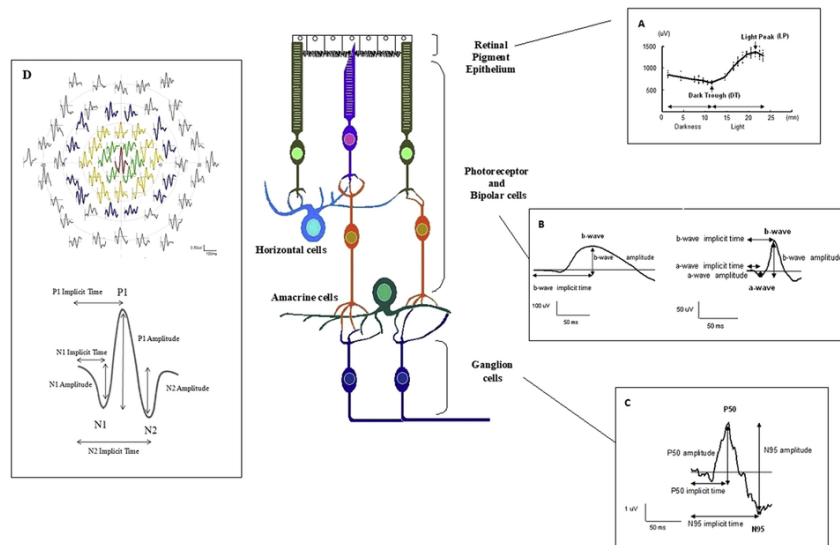 D
P1 Implicit Time
P1
N1 Implicit Time
P1 Amplitude
N1 Amplitude
N2 Amplitude
N1
N2
N2 Implicit Time
Retinal
Pigment
Epithelium
Photoreceptor
and
Bipolar cells
Horizontal cells
Amacrine cells
Ganglion
cells
A
(uV)
Light Peak (LP)
1500
1000
500
Dark Trough (DT)
0 5 10 15 20 25 (mn)
Darkness
Light
B
b-wave
b-wave amplitude
b-wave implicit time
100 uV
50 ms
b-wave
b-wave implicit time
b-wave amplitude
a-wave implicit time
a-wave amplitude
a-wave
50 uV
50 ms
C
P50
P50 amplitude
N95 amplitude
P50 implicit time
1 uV
50 ms
N95 implicit time
N95